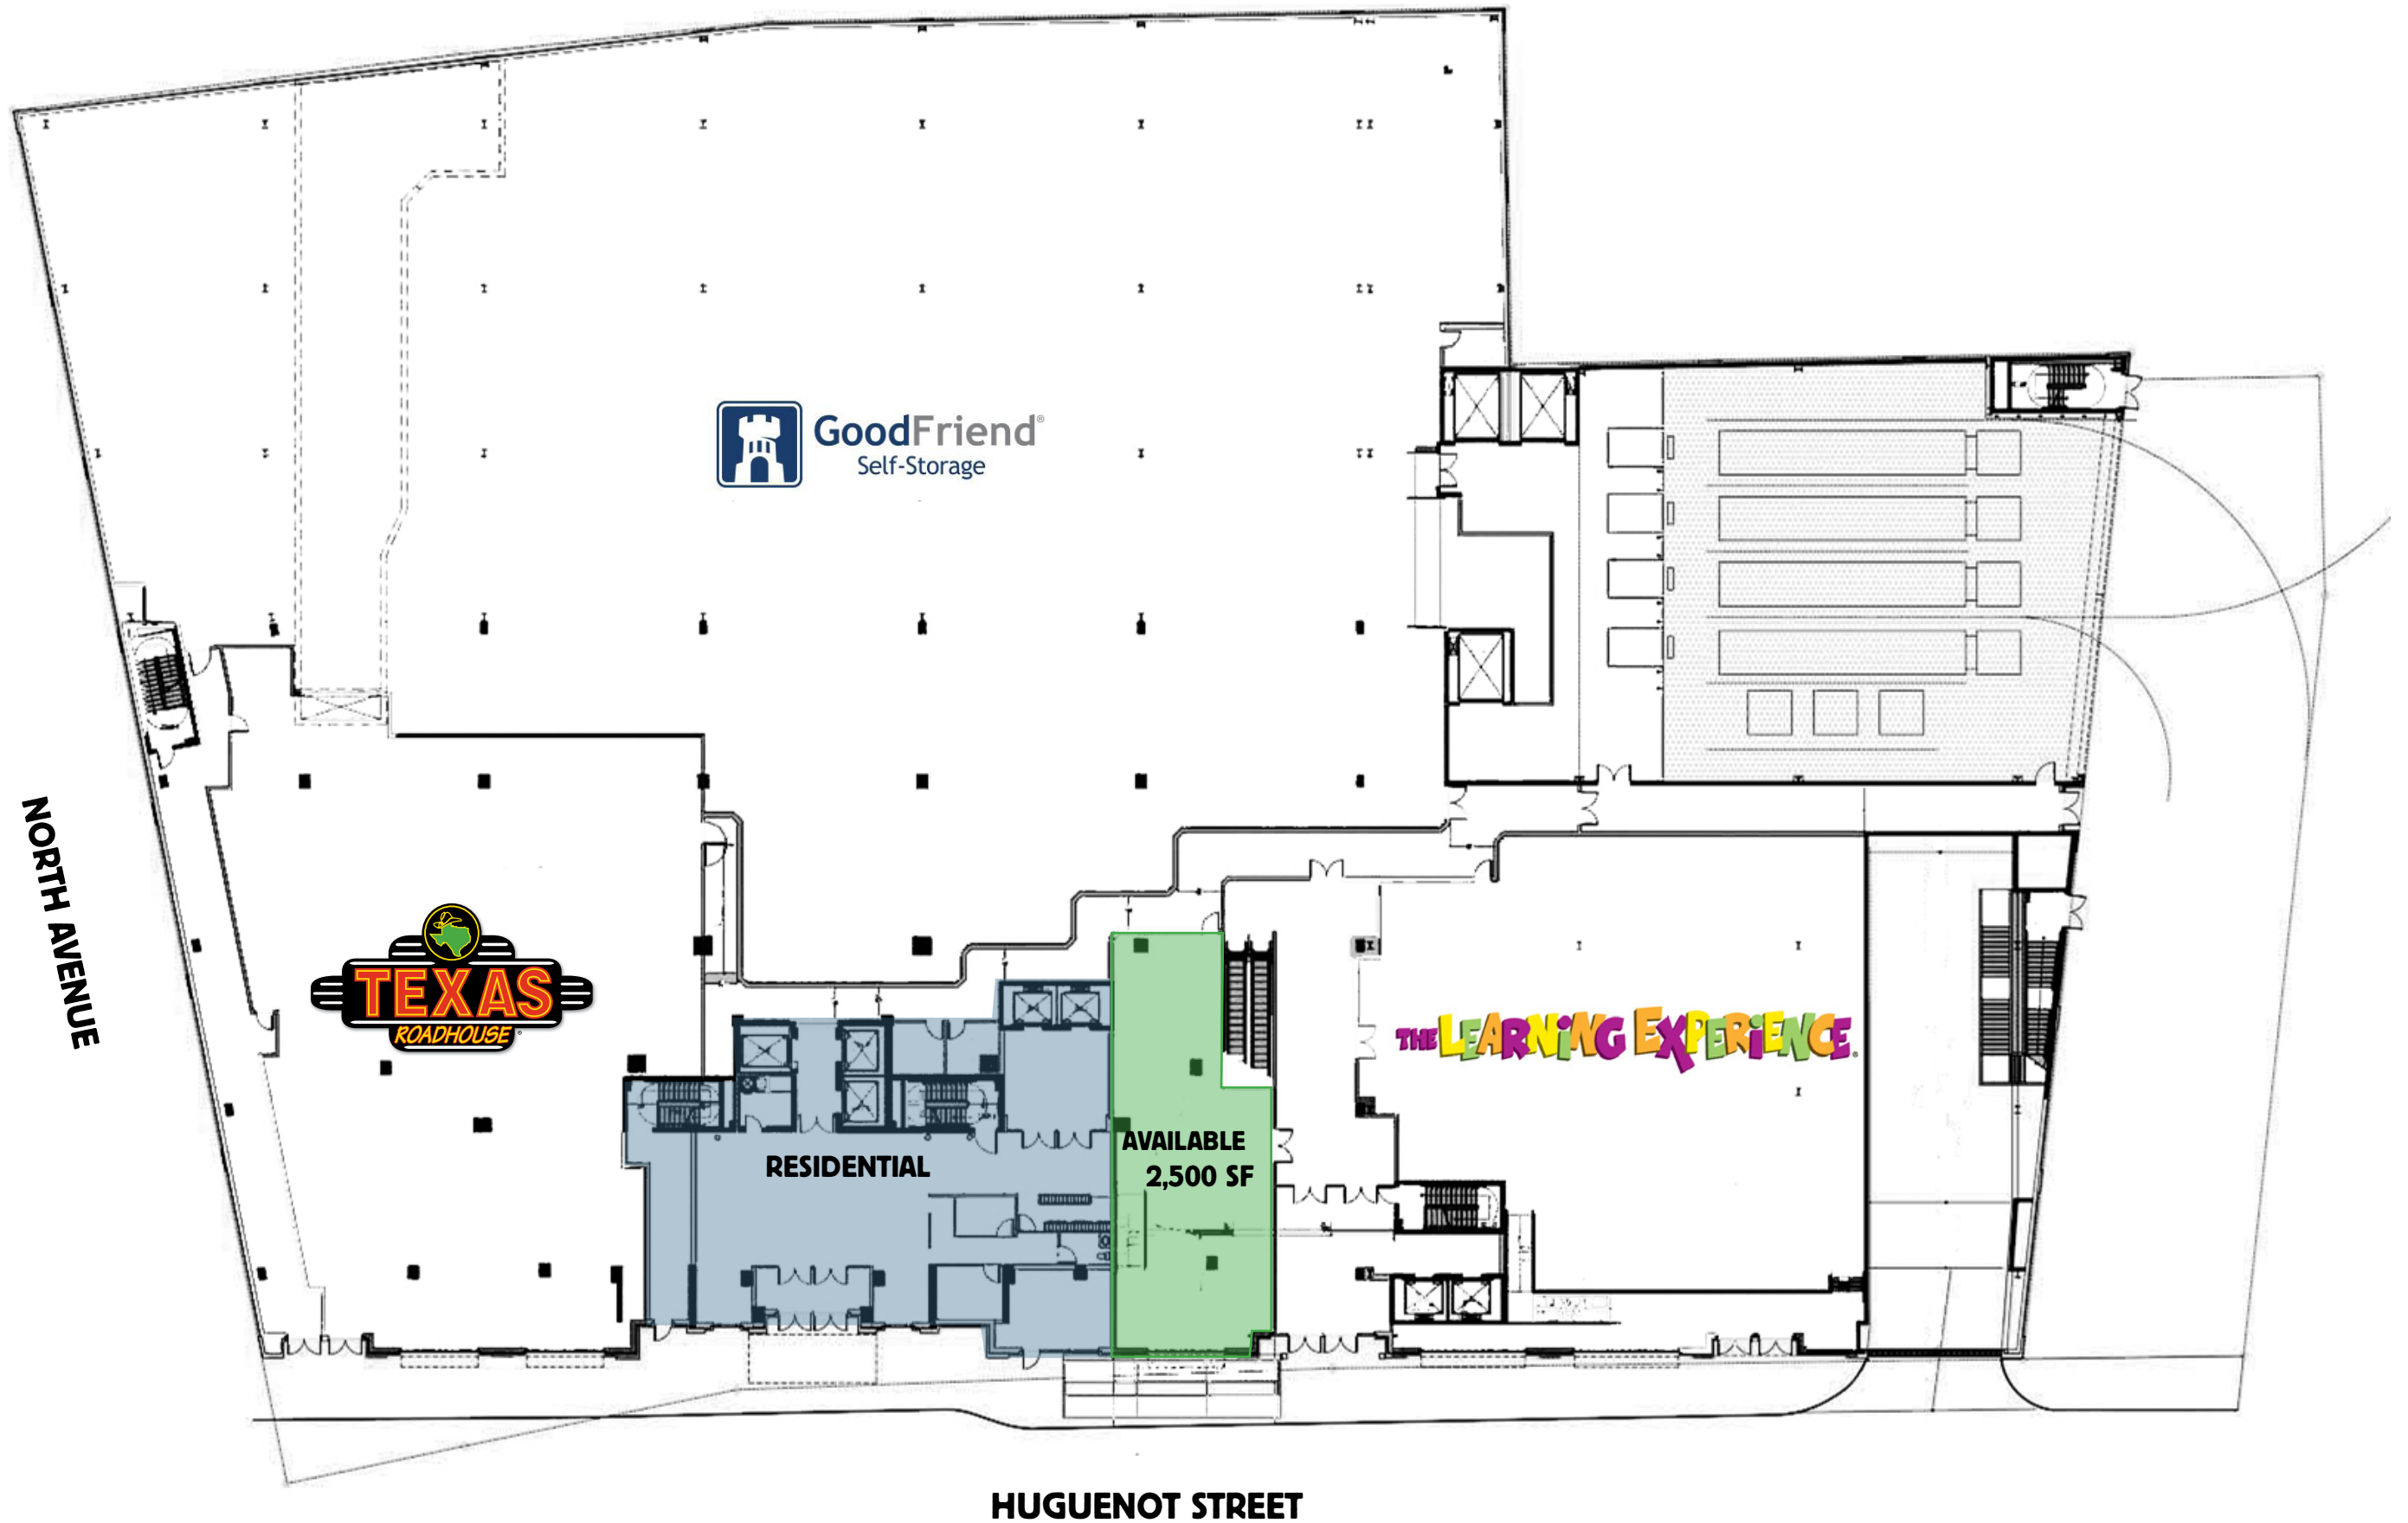 GoodFriend®
Self-Storage
NORTH AVENUE
TEXAS
ROADHOUSE®
THE LEARNING EXPERIENCE®
AVAILABLE
2,500 SF
RESIDENTIAL
HUGUENOT STREET